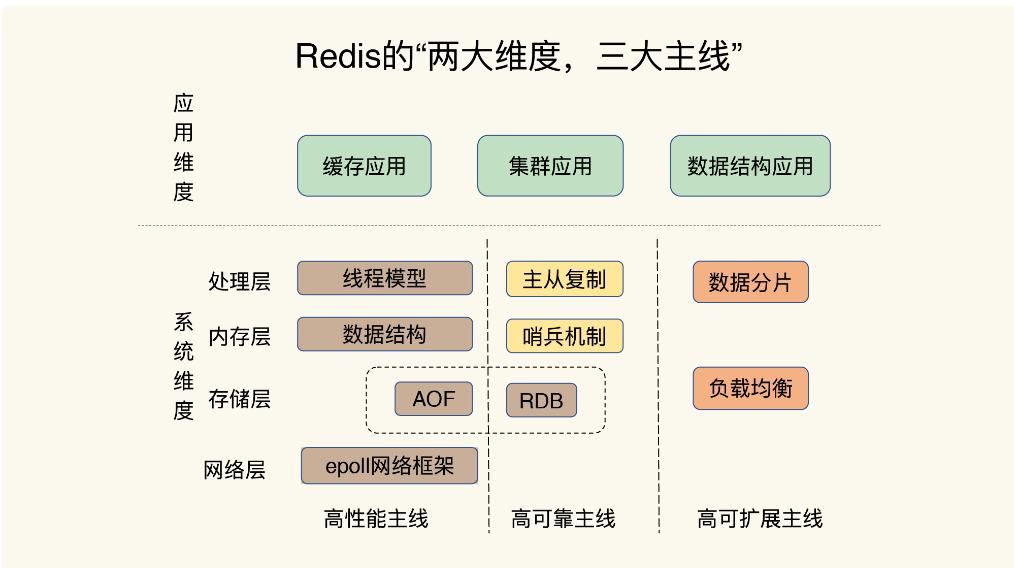 Redis的“两大维度，三大主线”
应用维度
缓存应用
集群应用
数据结构应用
系统维度
处理层
线程模型
主从复制
数据分片
内存层
数据结构
哨兵机制
存储层
AOF
RDB
负载均衡
网络层
epoll网络框架
高性能主线
高可靠主线
高可扩展主线